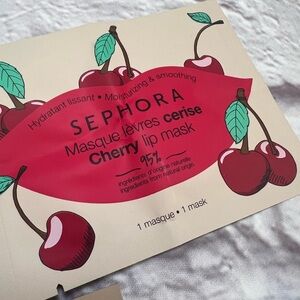 Hydratant lissant • Moisturizing & smoothing
SEPHORA
Masque lèvres cerise
Cherry lip mask
95%
ingrédients d'origine naturelle
ingredients from natural origin
1 masque • 1 mask